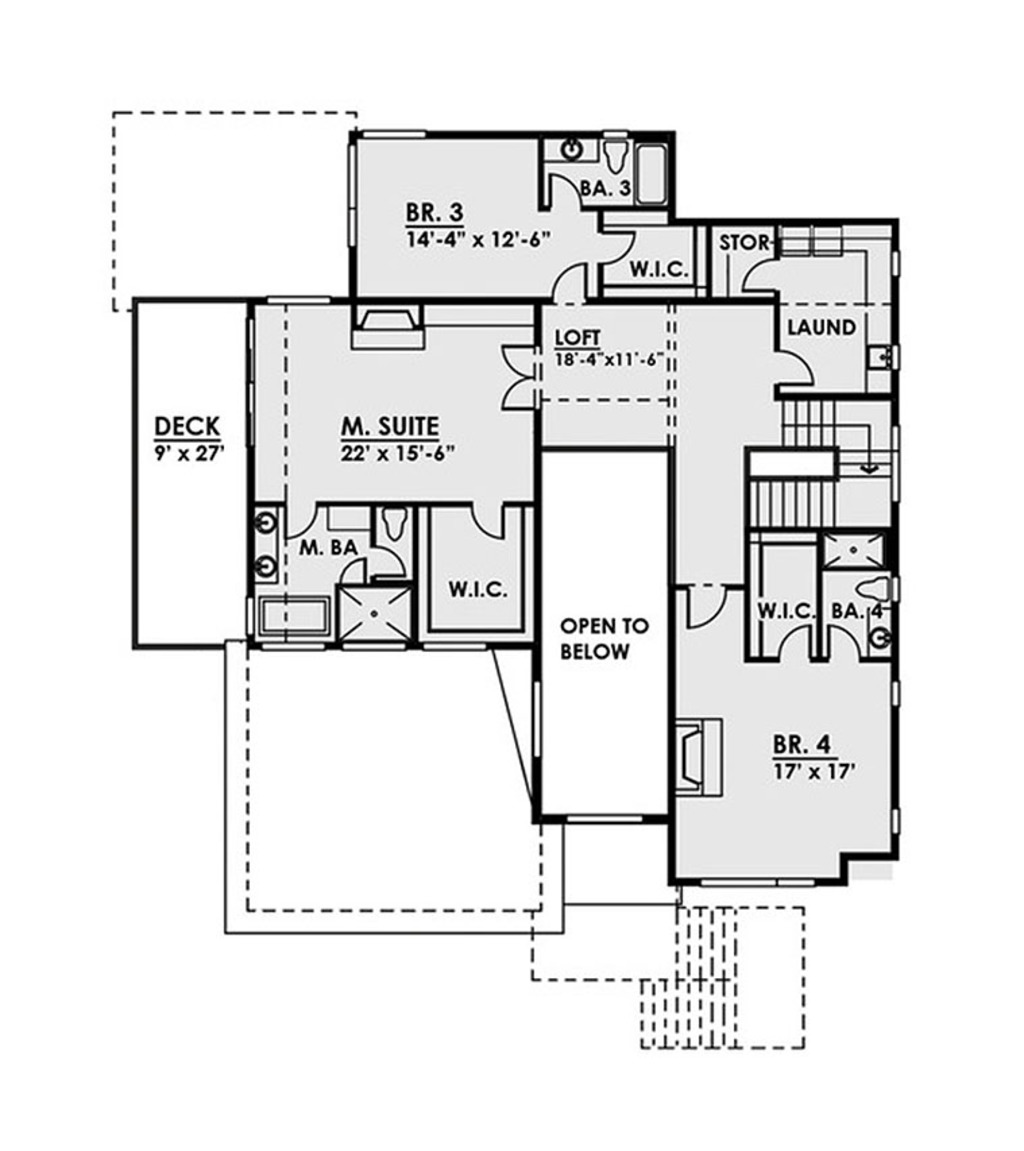 BA. 3
BR. 3
14'-4" x 12'-6"
STOR
W.I.C.
LAUND
LOFT
18'-4"x11'-6"
DECK
9' x 27'
M. SUITE
22' x 15'-6"
M. BA
W.I.C.
W.I.C.
BA. 4
OPEN TO
BELOW
BR. 4
17' x 17'